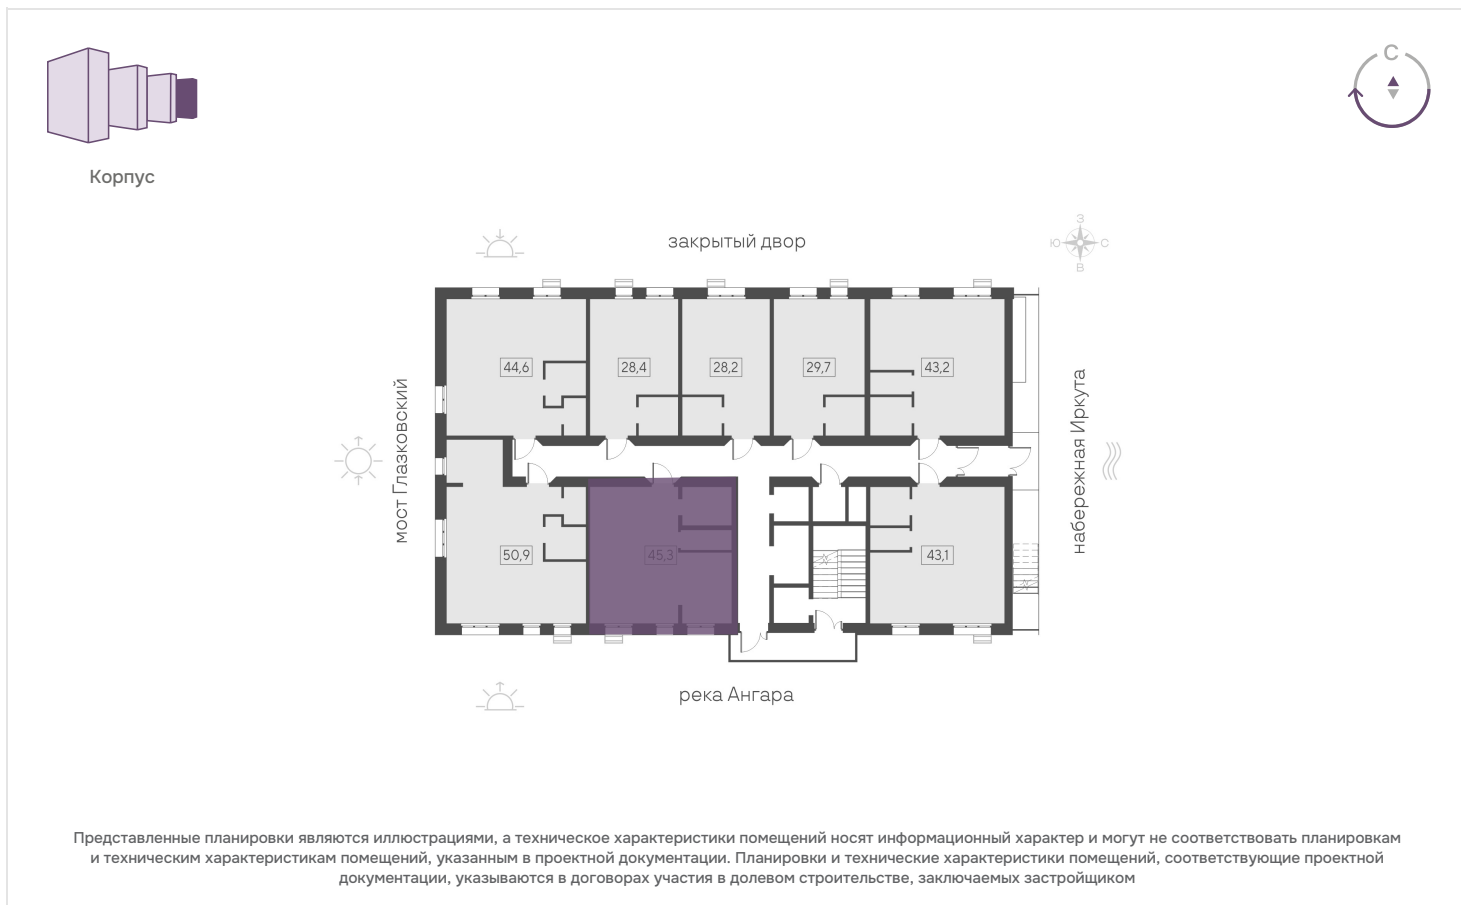 С
Корпус
закрытый двор
З
Ю
С
В
44,6
28,4
28,2
29,7
43,2
мост Глазковский
набережная Иркута
50,9
45,3
43,1
река Ангара
Представленные планировки являются иллюстрациями, а техническое характеристики помещений носят информационный характер и могут не соответствовать планировкам
и техническим характеристикам помещений, указанным в проектной документации. Планировки и технические характеристики помещений, соответствующие проектной
документации, указываются в договорах участия в долевом строительстве, заключаемых застройщиком